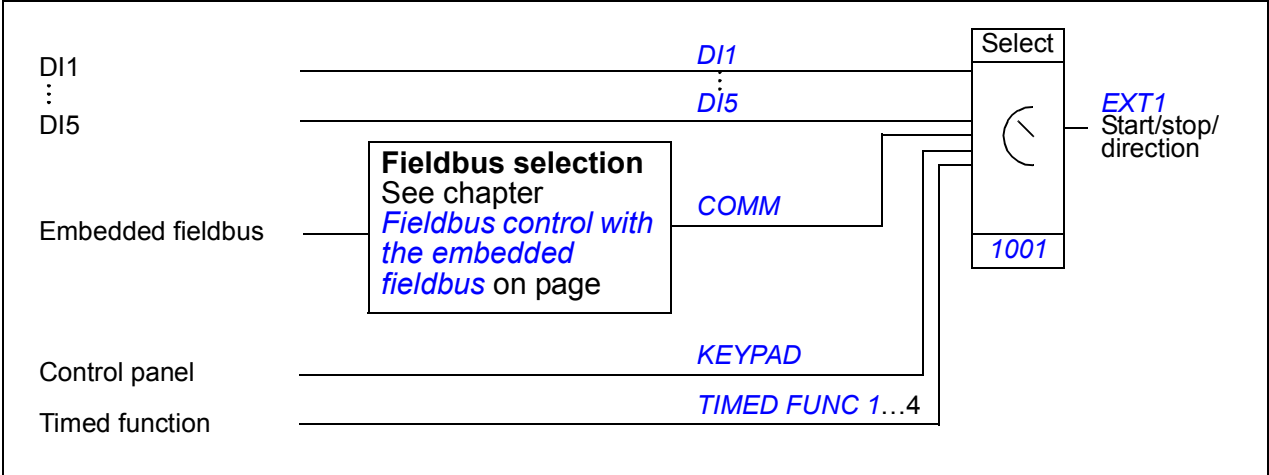 DI1
DI5
Embedded fieldbus
Control panel
Timed function
Fieldbus selection
See chapter
Fieldbus control with
the embedded
fieldbus on page
DI1
DI5
COMM
KEYPAD
TIMED FUNC 1…4
Select
1001
EXT1
Start/stop/
direction